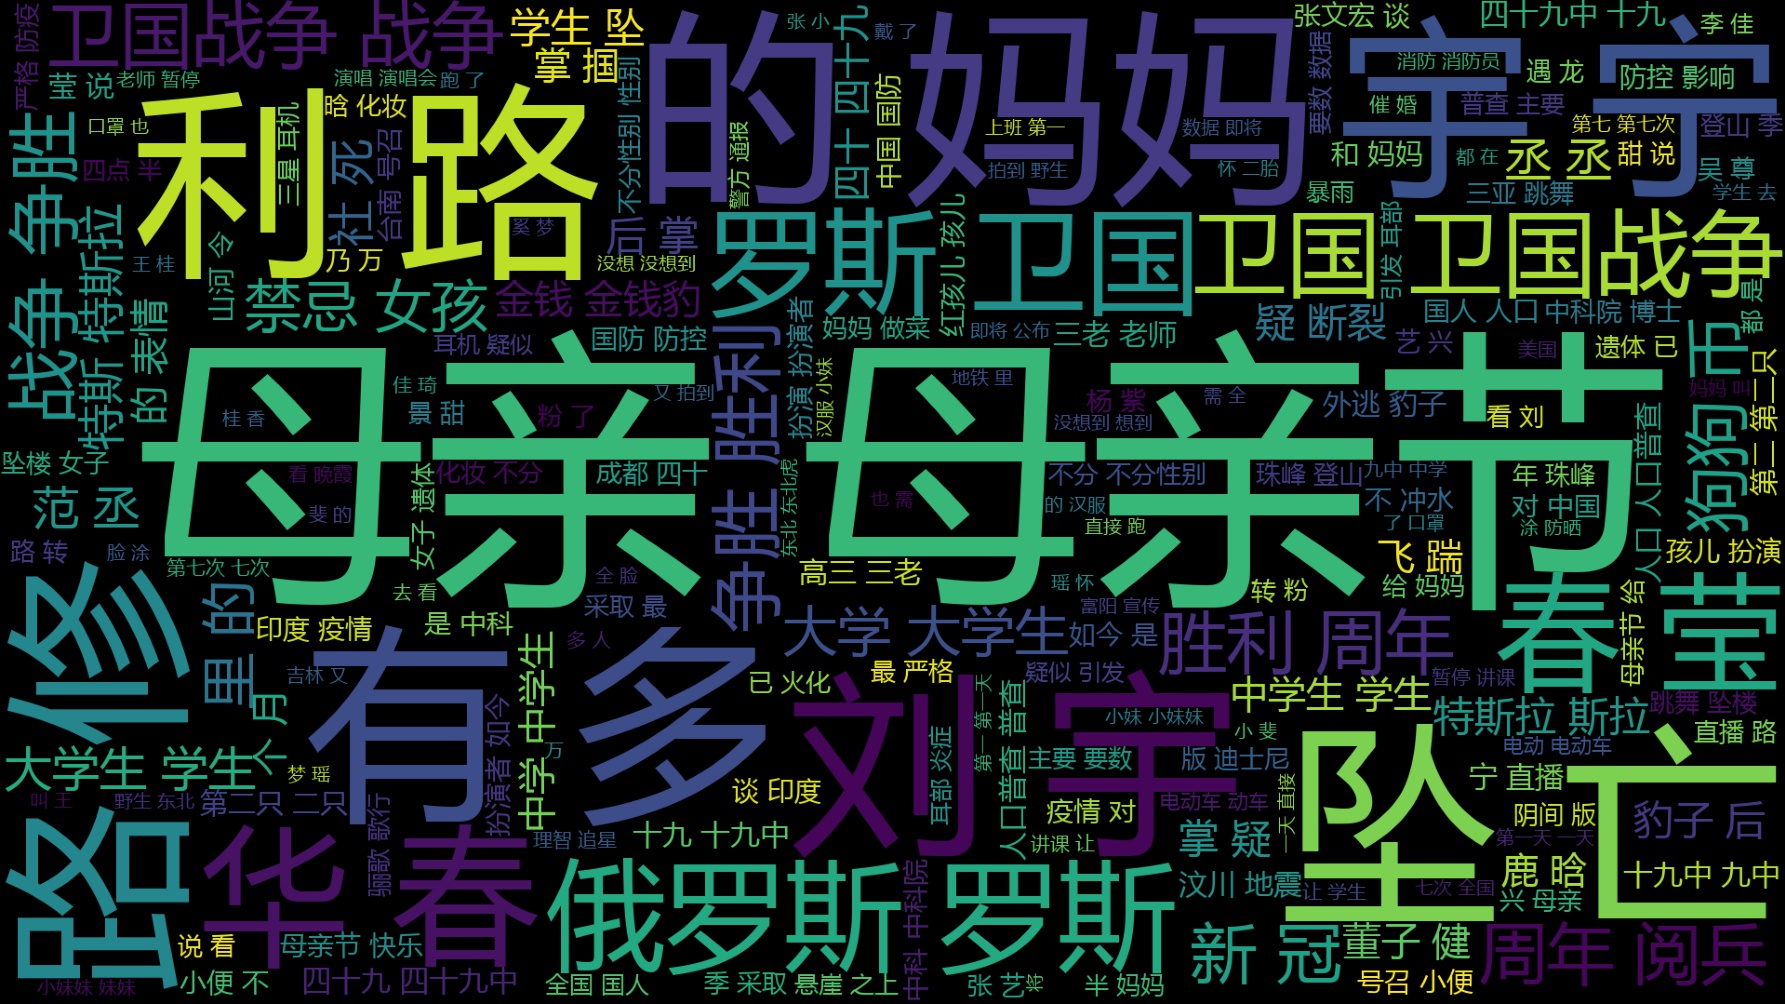 卫国战争 战争
学生 坠
掌 掴
的 妈妈
张 小
戴 了
四十 四十九
张文宏 谈
四十九中 十九
李 佳
严格 防疫
莹 说
老师 暂停
演唱 演唱会
跑 了
晗 化妆
口罩 也
四点 半
利 路
三星 耳机
社 死
台南 号召
不分性别 性别
警方 通报
中国 国防
上班 第一
数据 即将
拍到 野生
怀 二胎
要数 数据
宇 宁
消防 消防员
遇 龙
防控 影响
催 婚
普查 主要
第七 第七次
登山 季
和 妈妈
都 在
丞 丞
甜 说
吴 尊
暴雨
三亚 跳舞
学生 去
战争 争胜
特斯 特斯拉
的 表情
王 桂
山河 令
乃 万
奚 梦
后 掌
没想 没想到
禁忌 女孩
金钱 金钱豹
罗斯 卫国
红孩儿 孩儿
卫国 卫国战争
引发 耳部
耳机 疑似
国防 防控
妈妈 做菜
即将 公布
三老 老师
疑 断裂
国人 人口
中科院 博士
都 是
艺 兴
美国
遗体 已
狗狗 币
妈妈 叫
第二 第二只
母亲 母亲节
桂 香
佳 琦
景 甜
粉 了
又 拍到
争胜 胜利
扮演 扮演者
汉服 小妹
地铁 里
没想到 想到
杨 紫
需 全
外逃 豹子
看 刘
坠楼 女子
范 丞
看 晚霞
斐 的
女子 遗体
化妆 不分
成都 四十
东北 东北虎
也 需
不分 不分性别
的 汉服
直接 跑
珠峰 登山
九中 中学
不 冲水
了 口罩
年 珠峰
对 中国
涂 防晒
人口 人口普查
路 转
脸 涂
第七次 七次
去 看
全 脸
采取 最
高三 三老
瑶 怀
富阳 宣传
转 粉
飞 踹
给 妈妈
孩儿 扮演
路 修
里 的
印度 疫情
是 中科
多 人
大学 大学生
如今 是
胜利 周年
春 莹
母亲节 给
吉林 又
有 多
中学 中学生
已 火化
最 严格
疑似 引发
暂停 讲课
个 月
扮演者 如今
万
刘 宇
第一 第一天
小妹 小妹妹
中学生 学生
小 斐
特斯拉 斯拉
跳舞 坠楼
直播 路
大学生 学生
梦 瑶
谈 印度
耳部 炎症
人口普查 普查
主要 要数
版 迪士尼
坠 亡
电动 电动车
宁 直播
叫 王
野生 东北
第二只 二只
骊歌 歌行
理智 追星
十九 十九中
疫情 对
讲课 让
电动车 动车
一天 直接
阴间 版
第一天 一天
豹子 后
掌 疑
华 春
俄罗斯 罗斯
中科 中科院
汶川 地震
让 学生
七次 全国
鹿 晗
兴 母亲
十九中 九中
说 看
母亲节 快乐
新 冠
董子 健
周年 阅兵
小妹妹 妹妹
小便 不
四十九 四十九中
全国 国人
季 采取
悬崖 之上
张 艺
将
半 妈妈
号召 小便